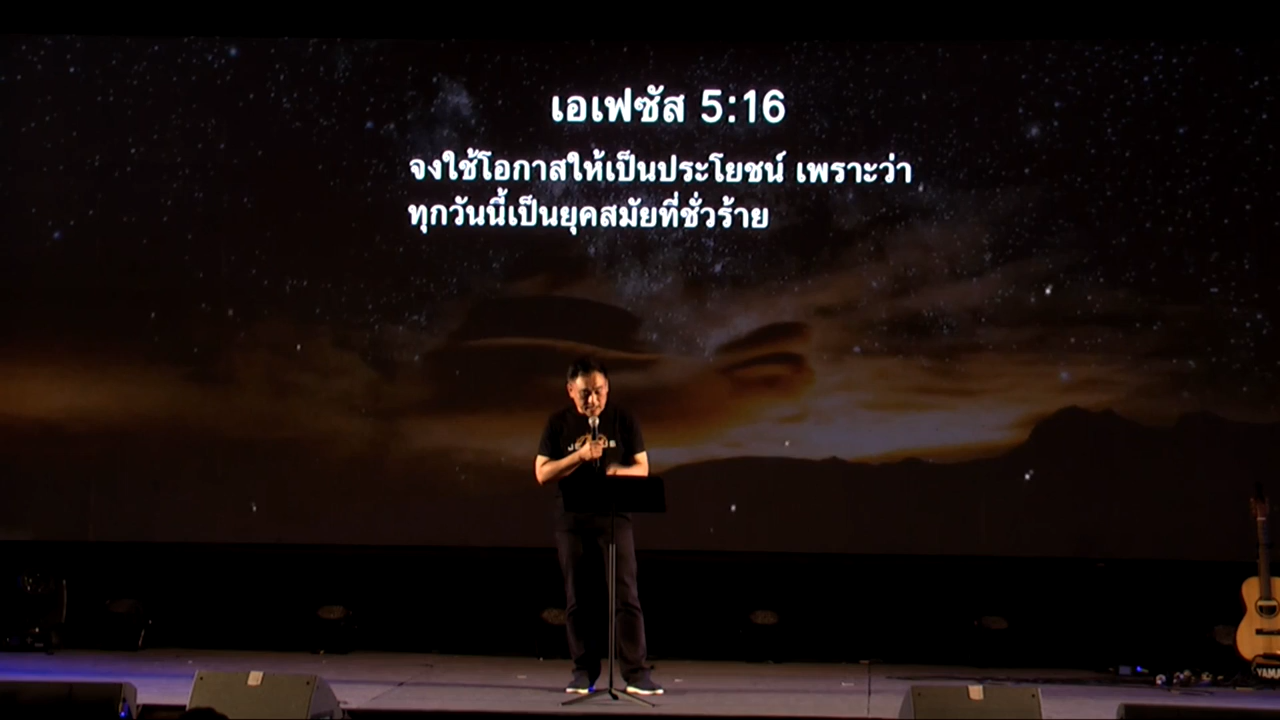 เอเฟซัส 5:16
จงใช้โอกาสให้เป็นประโยชน์ เพราะว่า
ทุกวันนี้เป็นยุคสมัยที่ชั่วร้าย